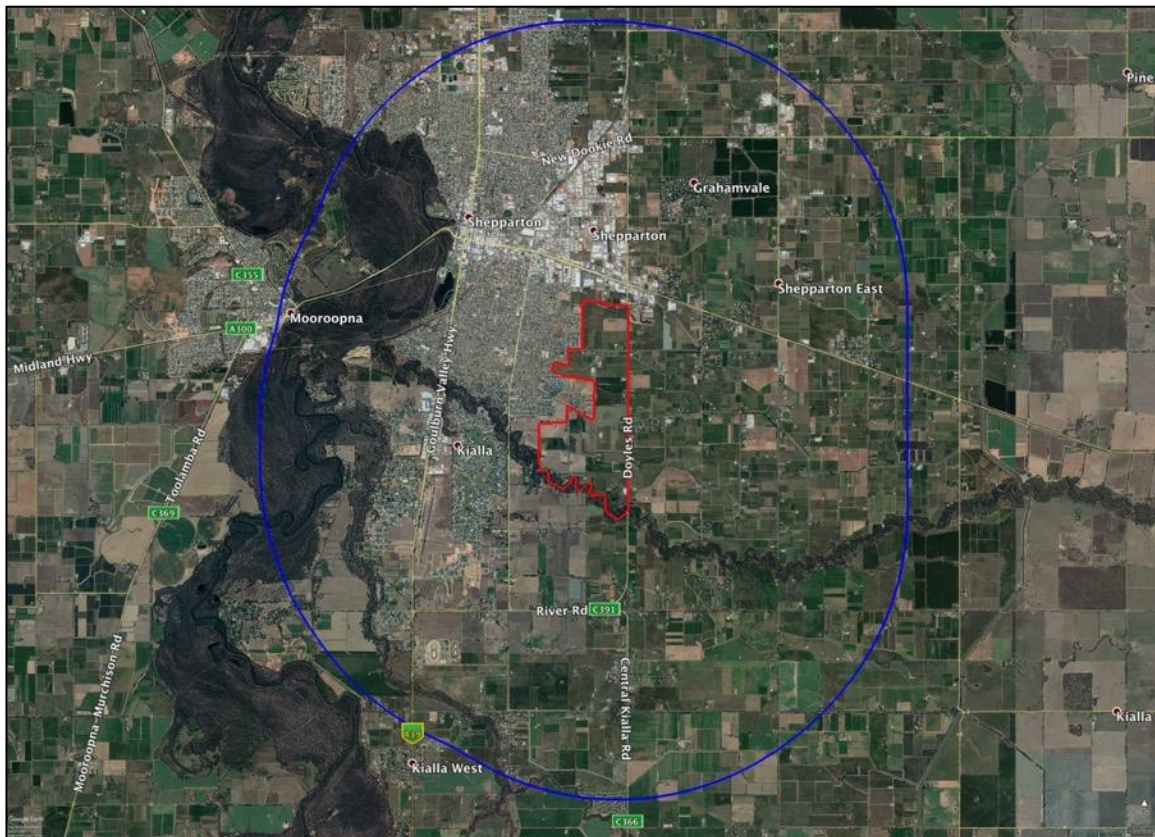 Pine
New Dookie Rd
Grahamvale
Shepparton
Shepparton
C355
Shepparton East
Mooroopna
A300
Midland Hwy
Goulburn Valley Hwy
Doyles Rd
Toolamba Rd
Kialla
C369
River Rd
C391
Mooroopna-Murchison Rd
Central Kialla Rd
Kialla
A39
Kialla West
Google Earth
C366